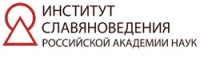 ИНСТИТУТ
СЛАВЯНОВЕДЕНИЯ
РОССИЙСКОЙ АКАДЕМИИ НАУК